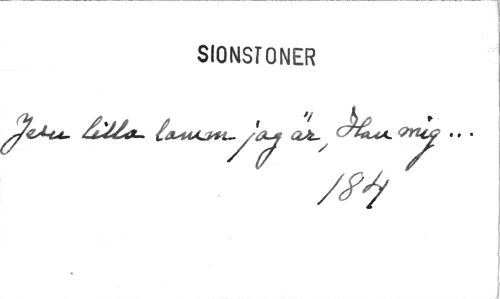 SIONSTONER
Jesu lilla lamm jag är, Han mig...
184